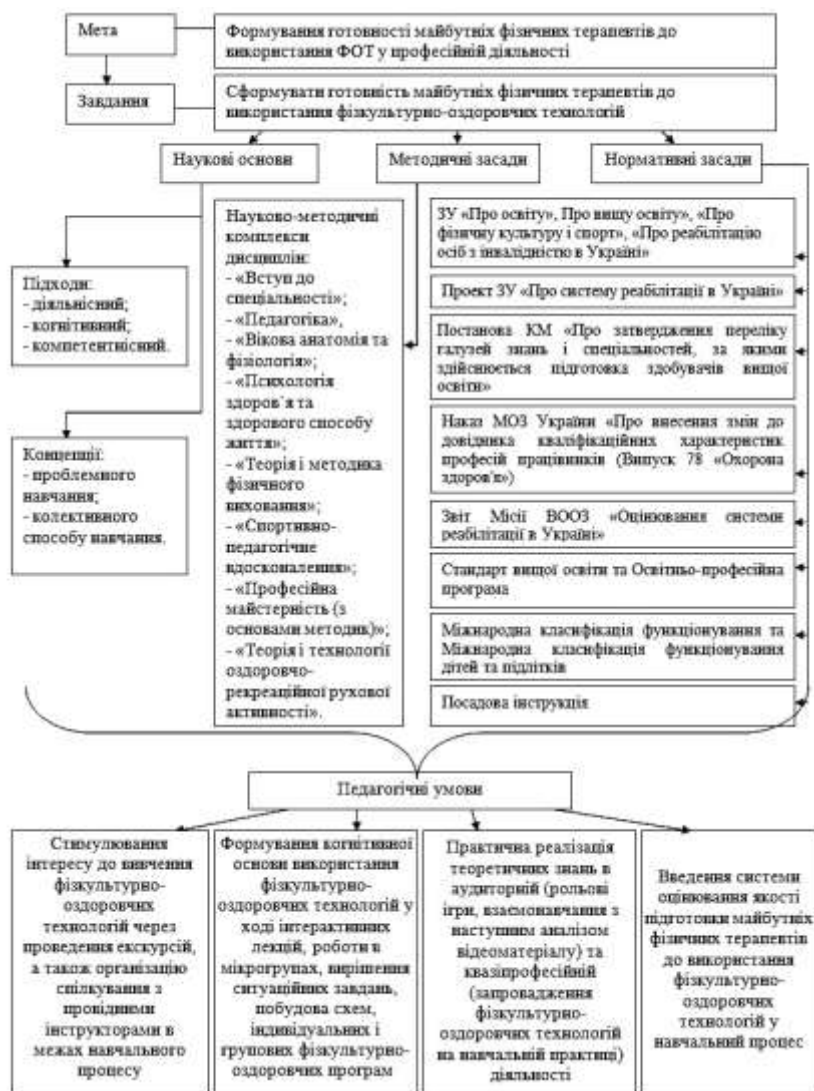 Мета
Формування готовності майбутніх фізичних терапевтів до
використання ФОТ у професійній діяльності
Завдання
Сформувати готовність майбутніх фізичних терапевтів до
використання фізкультурно-оздоровчих технологій
Наукові основи
Методичні засади
Нормативні засади
Підходи:
- діяльнісний;
- когнітивний;
- компетентнісний.
Концепції:
- проблемного
навчання;
- колективного
способу навчання.
Науково-методичні
комплекси
дисциплін:
- «Вступ до
спеціальності»;
- «Педагогіка»,
- «Вікова анатомія та
фізіологія»;
- «Психологія
здоров`я та
здорового способу
життя»;
- «Теорія і методика
фізичного
виховання»;
- «Спортивно-
педагогічне
вдосконалення»;
- «Професійна
майстерність (з
основами методик)»;
- «Теорія і технології
оздоровчо-
рекреаційної рухової
активності».
ЗУ «Про освіту», Про вищу освіту», «Про
фізичну культуру і спорт», «Про реабілітацію
осіб з інвалідністю в Україні»
Проект ЗУ «Про систему реабілітації в Україні»
Постанова КМ «Про затвердження переліку
галузей знань і спеціальностей, за якими
здійснюється підготовка здобувачів вищої
освіти»
Наказ МОЗ України «Про внесення змін до
довідника кваліфікаційних характеристик
професій працівників (Випуск 78 «Охорона
здоров'я»)
Звіт Місії ВООЗ «Оцінювання системи
реабілітації в Україні»
Стандарт вищої освіти та Освітньо-професійна
програма
Міжнародна класифікація функціонування та
Міжнародна класифікація функціонування
дітей та підлітків
Посадова інструкція
Педагогічні умови
Стимулювання
інтересу до вивчення
фізкультурно-
оздоровчих
технологій через
проведення екскурсій,
а також організацію
спілкування з
провідними
інструкторами в
межах навчального
процесу
Формування когнітивної
основи використання
фізкультурно-
оздоровчих технологій у
ході інтерактивних
лекцій, роботи в
мікрогрупах, вирішення
ситуаційних завдань,
побудова схем,
індивідуальних і
групових фізкультурно-
оздоровчих програм
Практична реалізація
теоретичних знань в
аудиторній (рольові
ігри, взаємонавчання з
наступним аналізом
відеоматеріалу) та
квазіпрофесійній
(запровадження
фізкультурно-
оздоровчих технологій
на навчальній практиці)
діяльності
Введення системи
оцінювання якості
підготовки майбутніх
фізичних терапевтів
до використання
фізкультурно-
оздоровчих
технологій у
навчальний процес